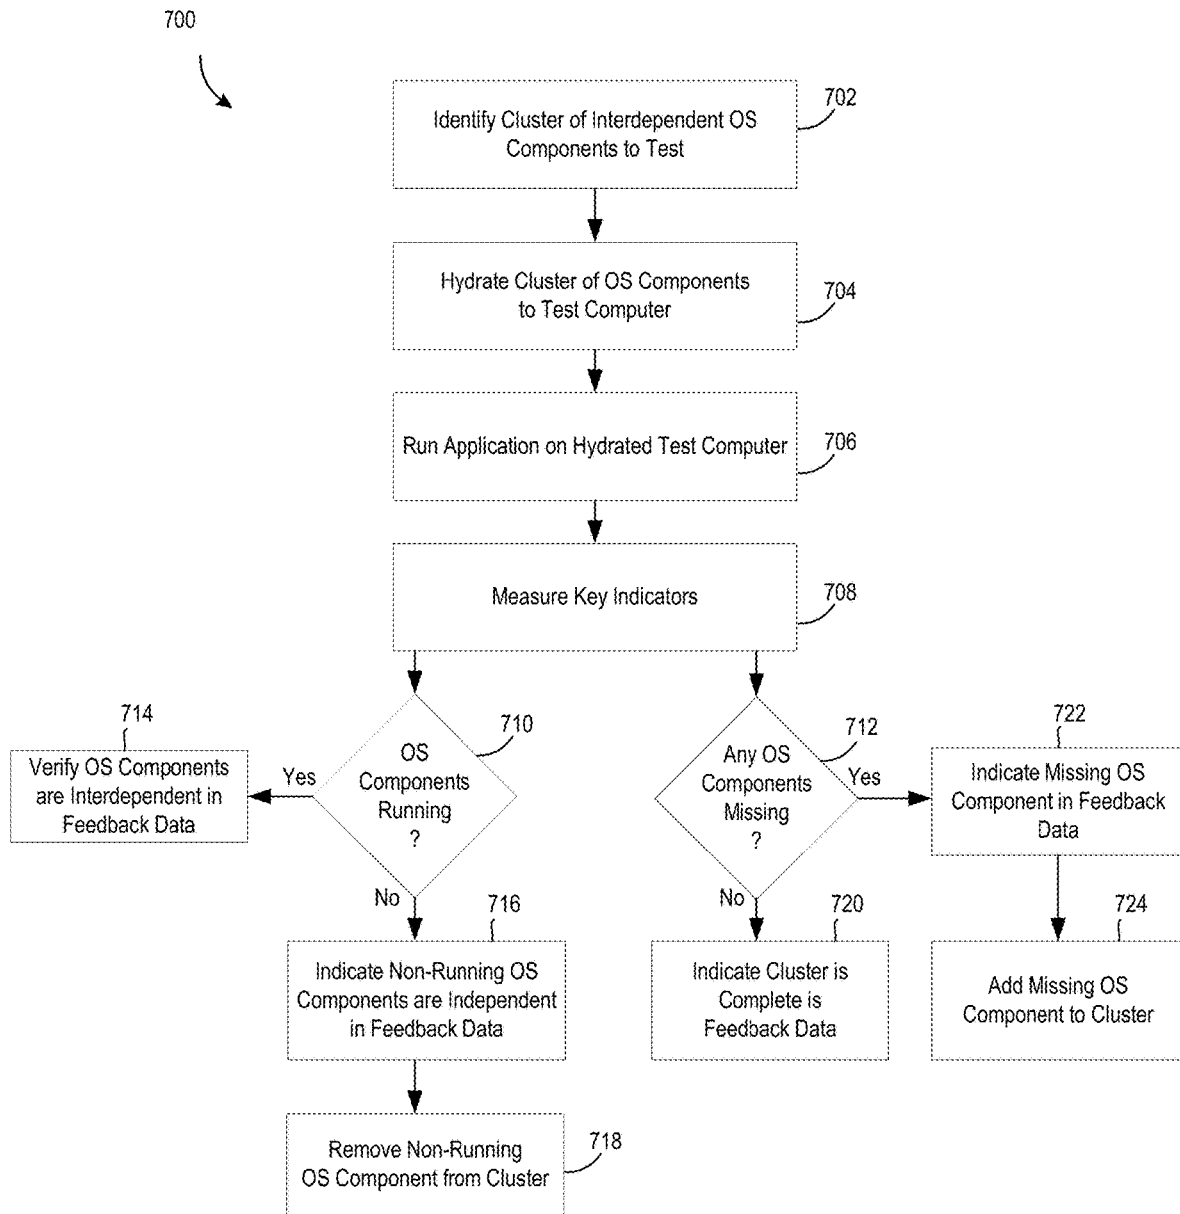 700
Identify Cluster of Interdependent OS
Components to Test
702
Hydrate Cluster of OS Components
to Test Computer
704
Run Application on Hydrated Test Computer
706
Measure Key Indicators
708
714
Verify OS Components
are Interdependent in
Feedback Data
Yes
OS
Components
Running
?
710
No
Any OS
Components
Missing
?
712
Yes
No
722
Indicate Missing OS
Component in Feedback
Data
716
Indicate Non-Running OS
Components are Independent
in Feedback Data
720
Indicate Cluster is
Complete is
Feedback Data
724
Add Missing OS
Component to Cluster
Remove Non-Running
OS Component from Cluster
718